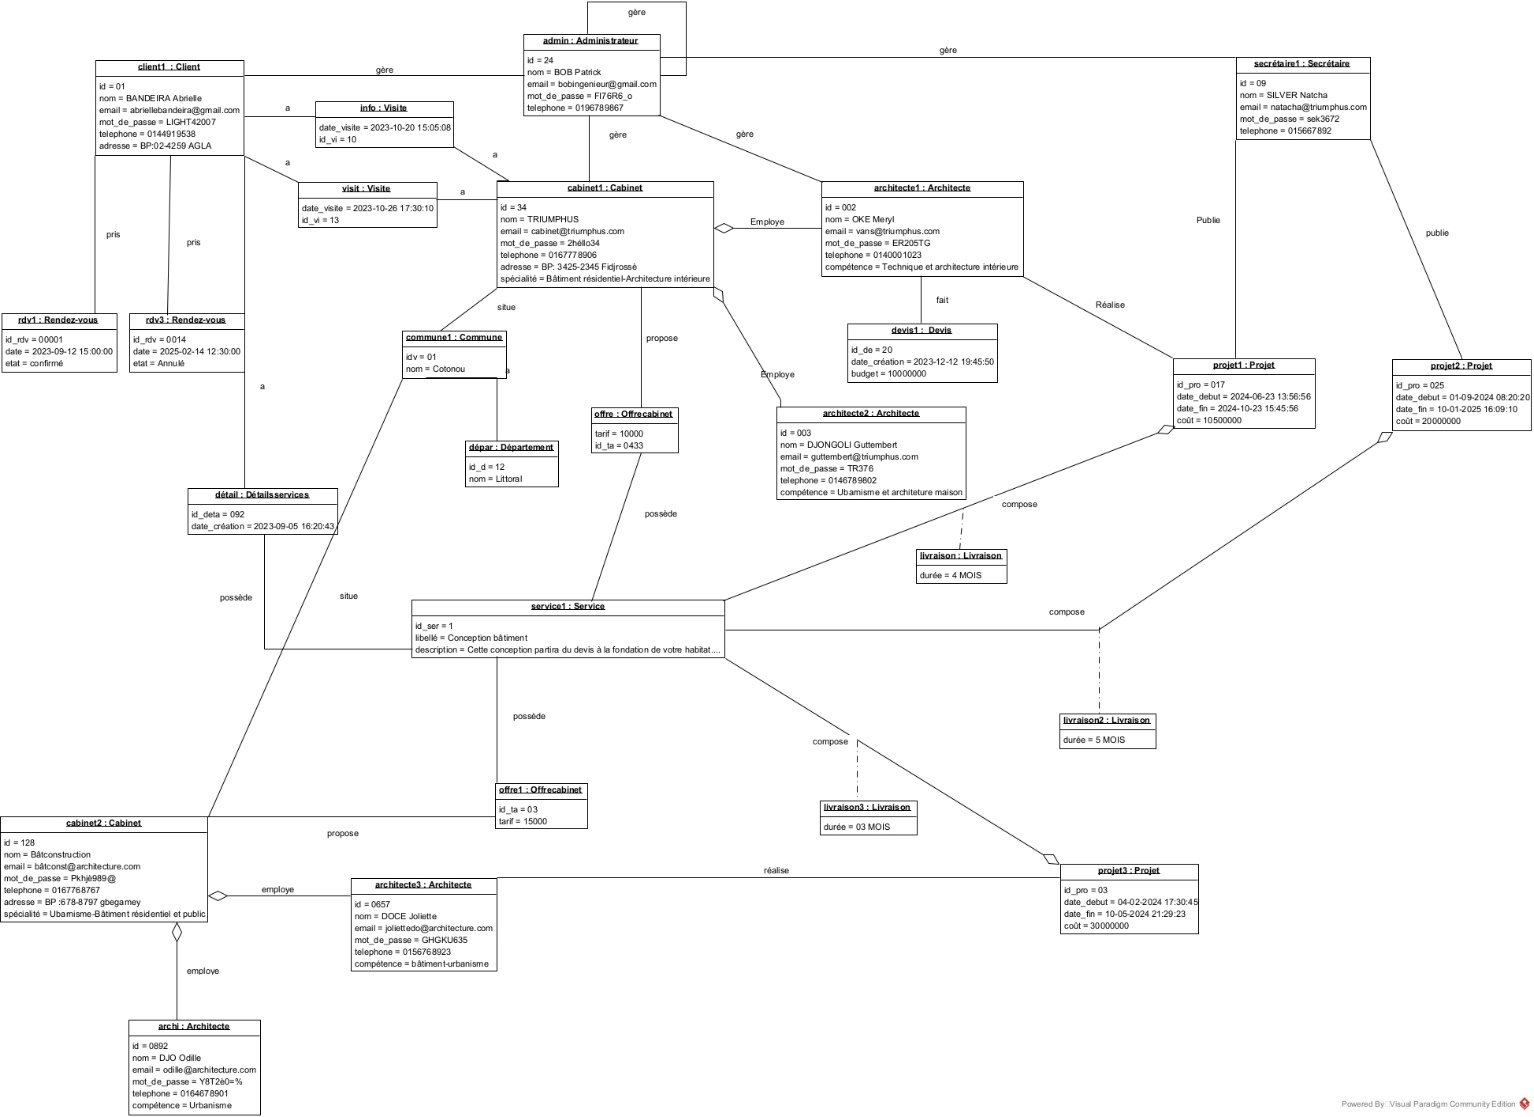 gère
admin : Administrateur
id = 24
nom = BOB Patrick
email = bobingenieur@gmail.com
mot_de_passe = FI76R6_o
telephone = 0196789867
gère
gère
gère
gère
client1 : Client
id = 01
nom = BANDEIRA Abrielle
email = abriellebandeira@gmail.com
mot_de_passe = LIGHT42007
telephone = 0144919538
adresse = BP:02-4259 AGLA
secrétaire1 : Secrétaire
id = 09
nom = SILVER Natcha
email = natacha@triumphus.com
mot_de_passe = sek3672
telephone = 015667892
a
info : Visite
date_visite = 2023-10-20 15:05:08
id_vi = 10
a
a
visit : Visite
date_visite = 2023-10-26 17:30:10
id_vi = 13
a
cabinet1 : Cabinet
id = 34
nom = TRIUMPHUS
email = cabinet@triumphus.com
mot_de_passe = 2héllo34
telephone = 0167778906
adresse = BP: 3425-2345 Fidjrossè
spécialité = Bâtiment résidentiel-Architecture intérieure
Employe
architecte1 : Architecte
id = 002
nom = OKE Meryl
email = vans@triumphus.com
mot_de_passe = ER205TG
telephone = 0140001023
compétence = Technique et architecture intérieure
Publie
publie
pris
pris
rdv1 : Rendez-vous
id_rdv = 00001
date = 2023-09-12 15:00:00
etat = confirmé
rdv3 : Rendez-vous
id_rdv = 0014
date = 2025-02-14 12:30:00
etat = Annulé
situe
commune1 : Commune
idv = 01
nom = Cotonou
a
propose
fait
Réalise
devis1 : Devis
id_de = 20
date_création = 2023-12-12 19:45:50
budget = 10000000
Employe
projet1 : Projet
id_pro = 017
date_debut = 2024-06-23 13:56:56
date_fin = 2024-10-23 15:45:56
coût = 10500000
projet2 : Projet
id_pro = 025
date_debut = 01-09-2024 08:20:20
date_fin = 10-01-2025 16:09:10
coût = 20000000
a
offre : Offrecabinet
tarif = 10000
id_ta = 0433
architecte2 : Architecte
id = 003
nom = DJONGOLI Guttembert
email = guttembert@triumphus.com
mot_de_passe = TR376
telephone = 0146789802
compétence = Ubamisme et architeture maison
dépar : Département
id_d = 12
nom = Littoral
détail : Détailsservices
id_deta = 092
date_création = 2023-09-05 16:20:43
possède
compose
livraison : Livraison
durée = 4 MOIS
possède
situe
service1 : Service
id_ser = 1
libellé = Conception bâtiment
description = Cette conception partira du devis à la fondation de votre habitat....
compose
possède
compose
livraison2 : Livraison
durée = 5 MOIS
offre1 : Offrecabinet
id_ta = 03
tarif = 15000
livraison3 : Livraison
durée = 03 MOIS
propose
cabinet2 : Cabinet
id = 128
nom = Bâtconstruction
email = bâtconst@architecture.com
mot_de_passe = Pkhjè989@
telephone = 0167768767
adresse = BP :678-8797 gbegamey
spécialité = Ubamisme-Bâtiment résidentiel et public
employe
architecte3 : Architecte
id = 0657
nom = DOCE Joliette
email = joliettedo@architecture.com
mot_de_passe = GHGKU635
telephone = 0156768923
compétence = bâtiment-urbanisme
réalise
projet3 : Projet
id_pro = 03
date_debut = 04-02-2024 17:30:45
date_fin = 10-05-2024 21:29:23
coût = 30000000
employe
archi : Architecte
id = 0892
nom = DJO Odille
email = odille@architecture.com
mot_de_passe = Y8T2è0=%
telephone = 0164678901
compétence = Urbanisme
Powered By: Visual Paradigm Community Edition